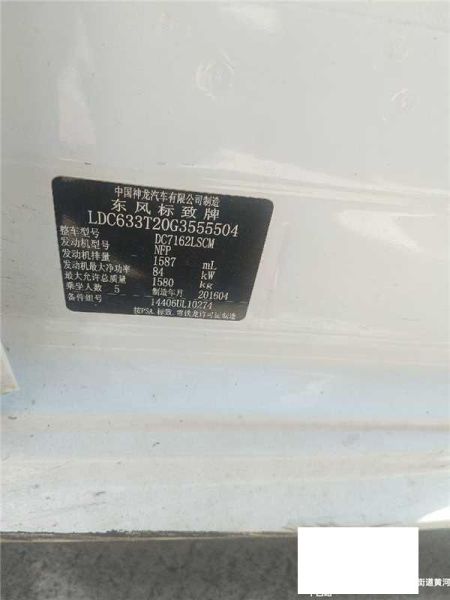 中国神龙汽车有限公司制造
东风标致牌
LDC633T20G3555504
整车型号 DC7162LSCM
发动机型号 NFP
发动机排量 1587 mL
发动机最大净功率 84 kW
最大允许总质量 1580 kg
乘坐人数 5 制造年月 201604
备件组号 14406UL10274
按PSA.标致.雪铁龙许可证制造
街道黄河